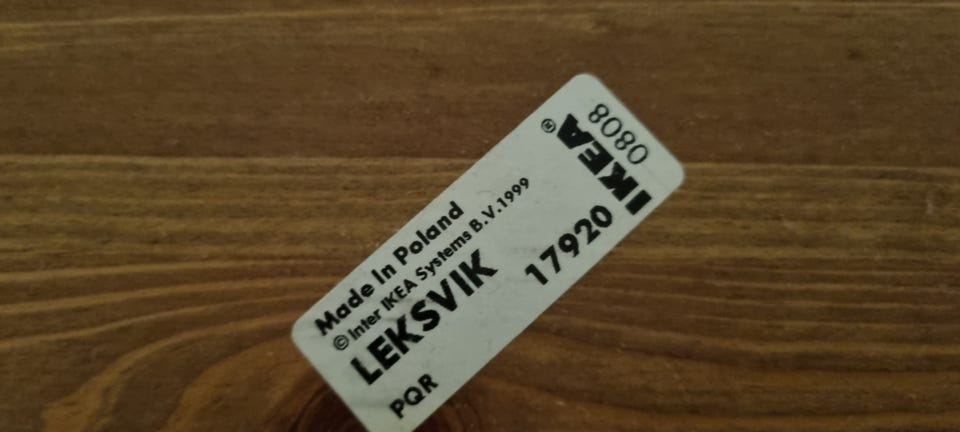 Made in Poland
© Inter IKEA Systems B.V.1999
LEKSVIK
PQR
17920
IKEA®
0808